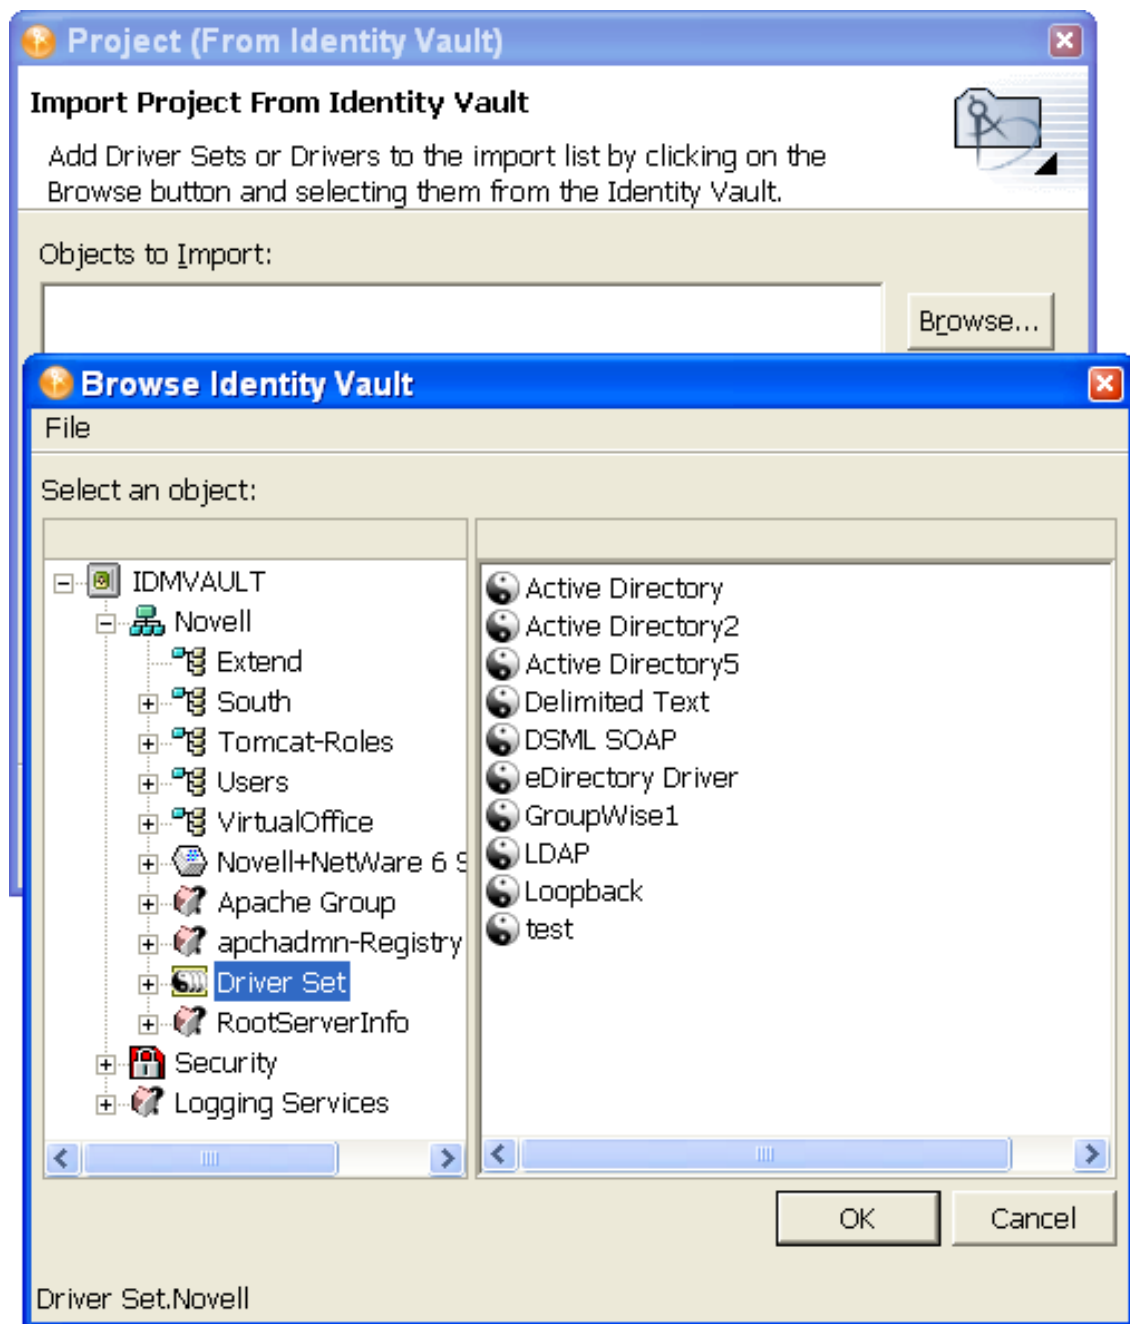 Project (From Identity Vault)
Import Project From Identity Vault
Add Driver Sets or Drivers to the import list by clicking on the
Browse button and selecting them from the Identity Vault.
Objects to Import:
Browse...
Browse Identity Vault
File
Select an object:
IDMVAULT
Novell
Extend
South
Tomcat-Roles
Users
VirtualOffice
Novell+NetWare 6 S
Apache Group
apchadmn-Registry
Driver Set
RootServerInfo
Security
Logging Services
Active Directory
Active Directory2
Active Directory5
Delimited Text
DSML SOAP
eDirectory Driver
GroupWise1
LDAP
Loopback
test
OK
Cancel
Driver Set.Novell